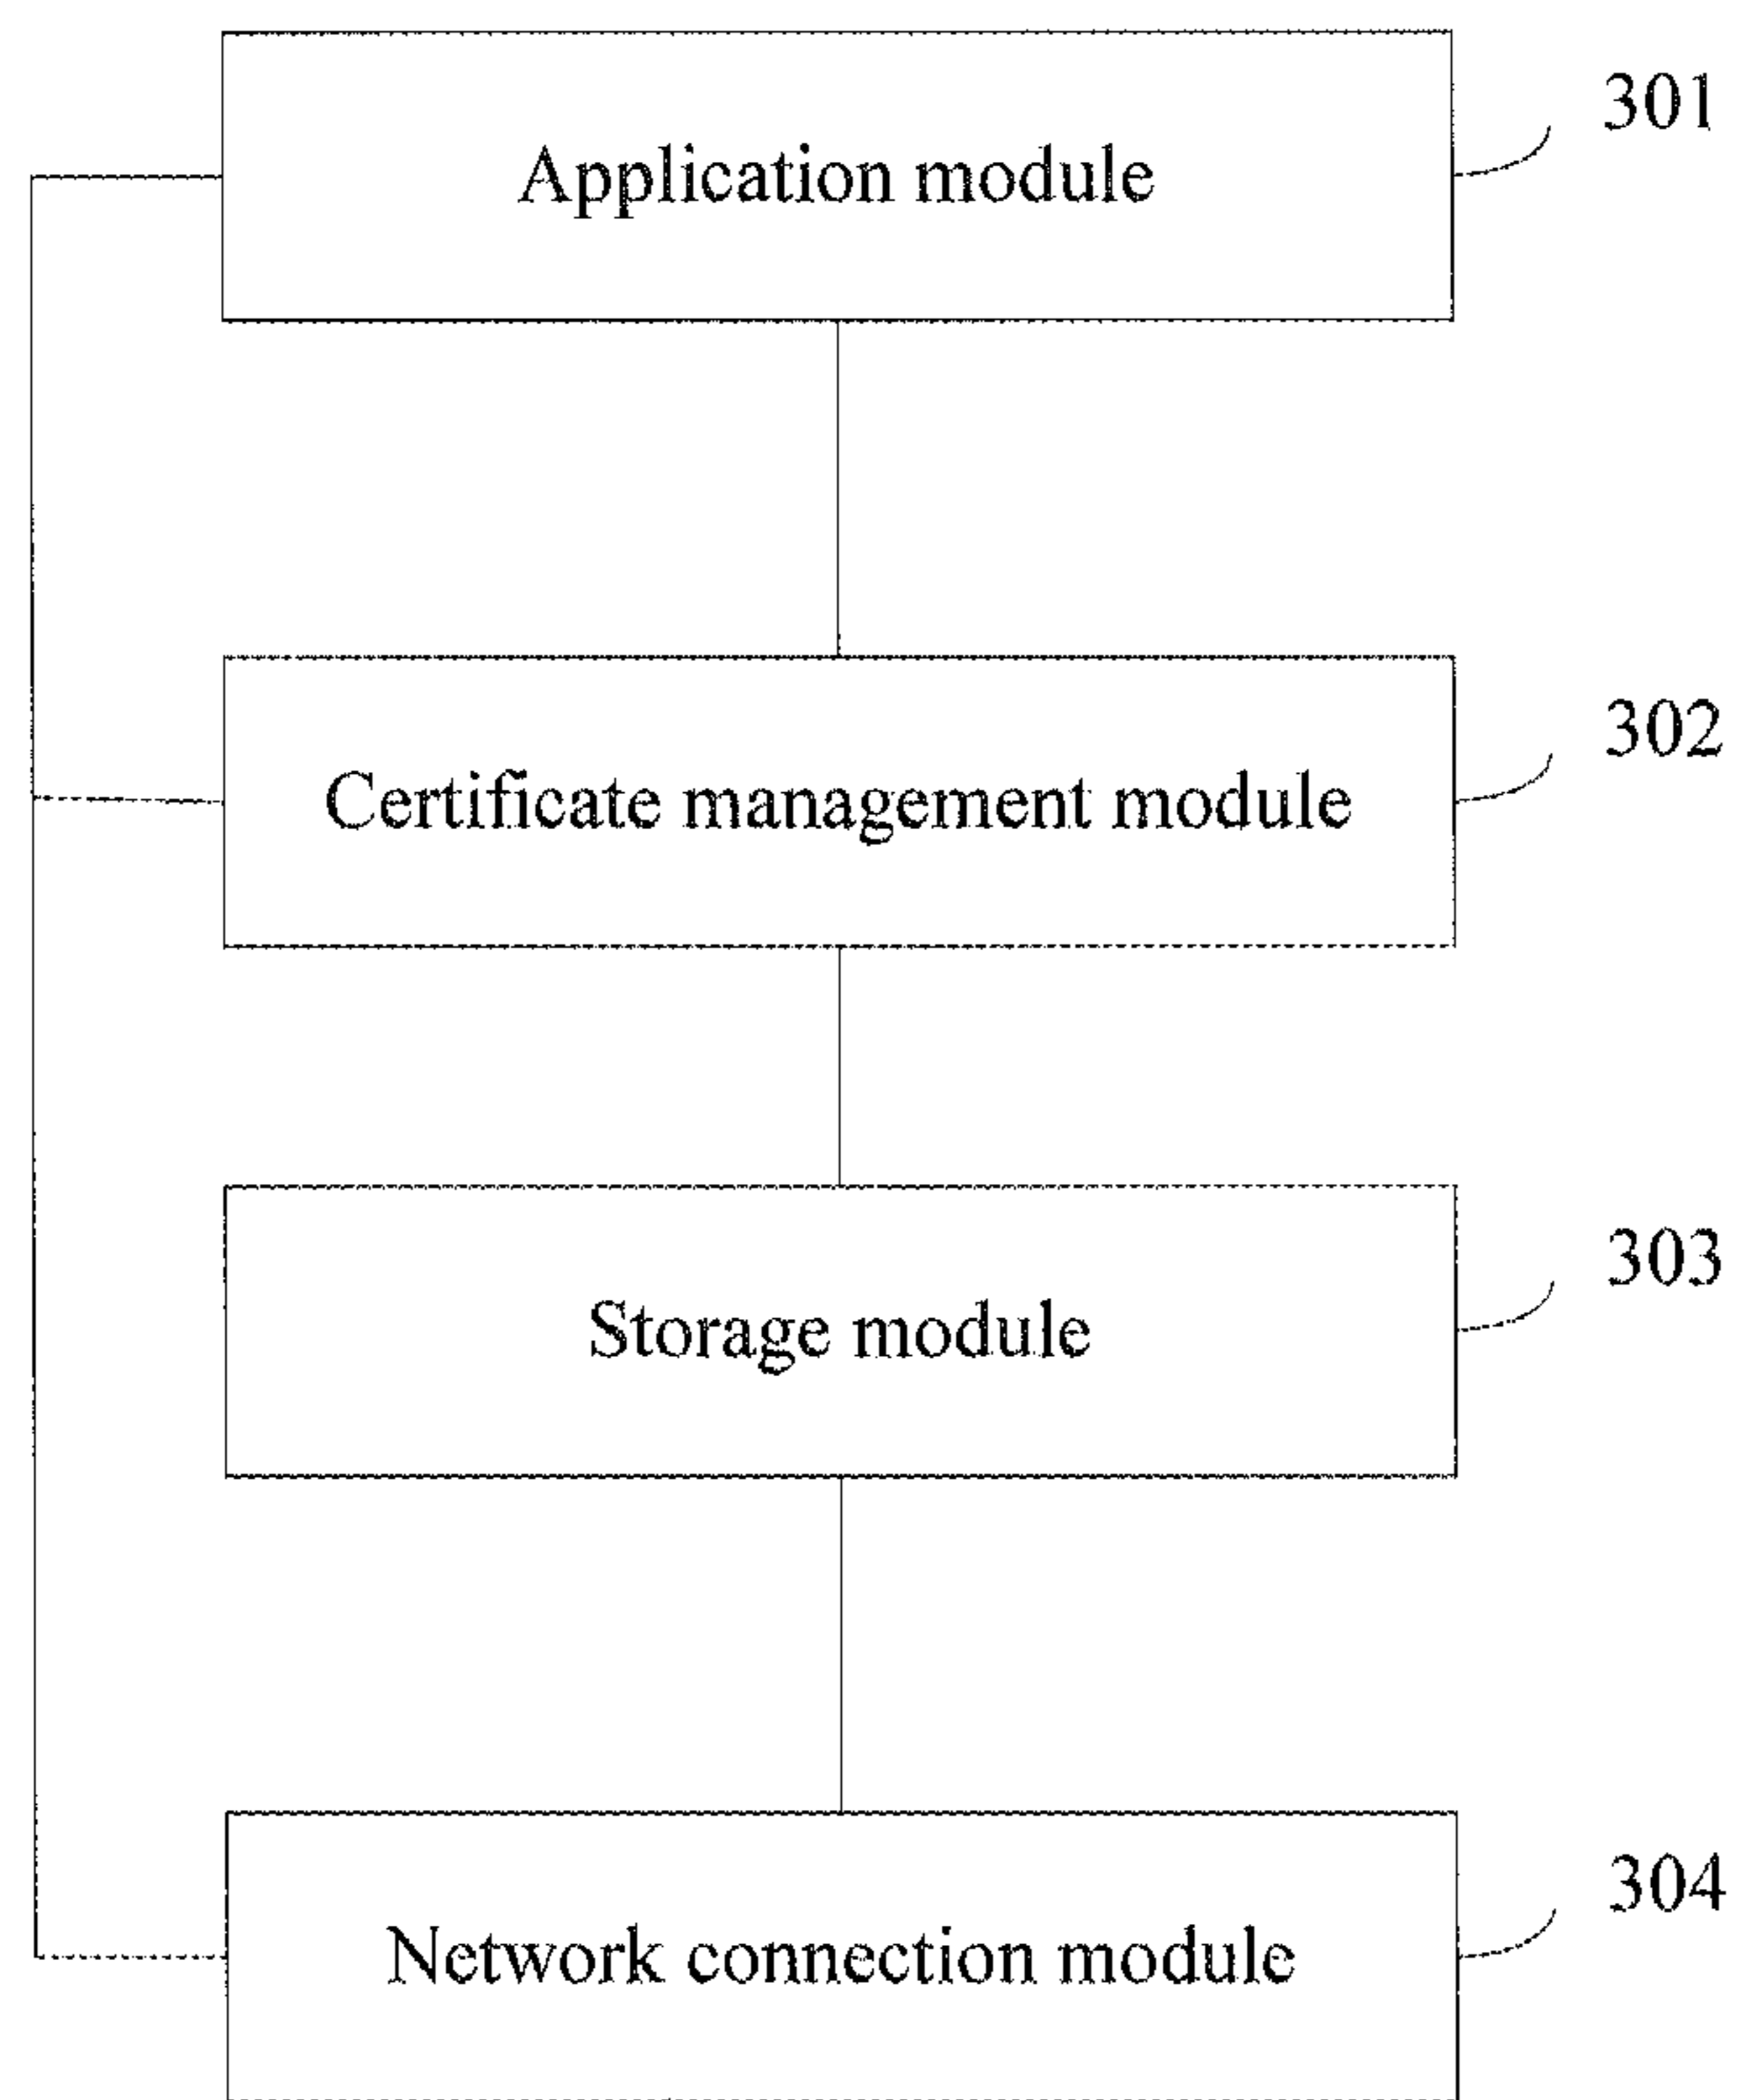 301
Application module
302
Certificate management module
303
Storage module
304
Network connection module